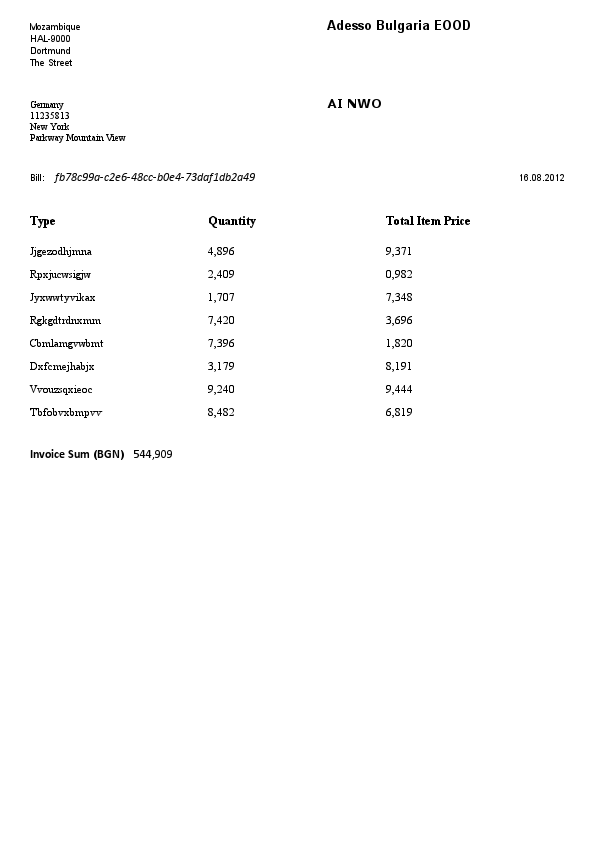 Mozambique
HAL-9000
Dortmund
The Street
Adesso Bulgaria EOOD
Germany
11235813
New York
Parkway Mountain View
AI NWO
Bill: fb78c99a-c2e6-48cc-b0e4-73daf1db2a49 16.08.2012
Type Quantity Total Item Price
Jjgezodhjmna 4,896 9,371
Rpxjucwsigjw 2,409 0,982
Jyxwwtyvikax 1,707 7,348
Rgkgdtrdnxmm 7,420 3,696
Cbmlamgvwbmt 7,396 1,820
Dxfcmejhabjx 3,179 8,191
Vvouzsqxieoc 9,240 9,444
Tbfobvxbmpvv 8,482 6,819
Invoice Sum (BGN) 544,909